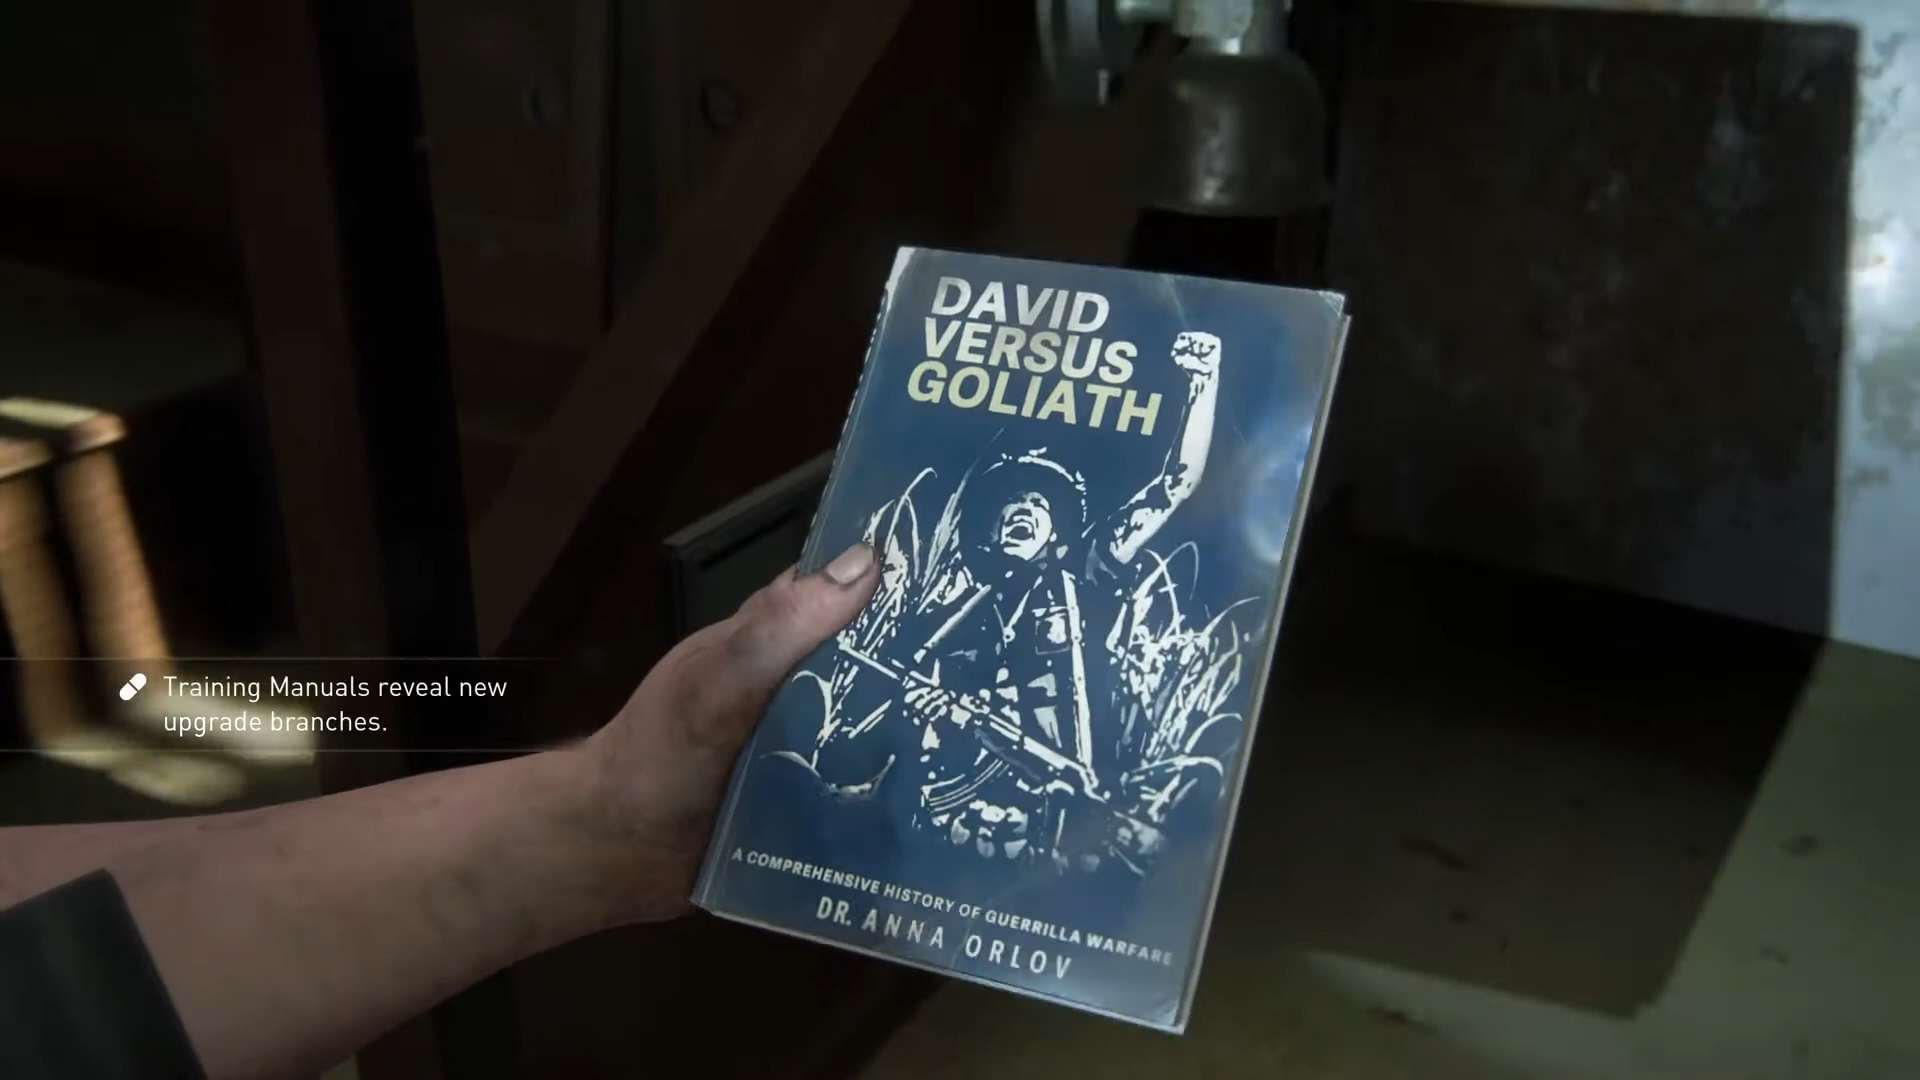 DAVID
VERSUS
GOLIATH
Training Manuals reveal new
upgrade branches.
A COMPREHENSIVE HISTORY OF GUERRILLA WARFARE
DR. ANNA ORLOV